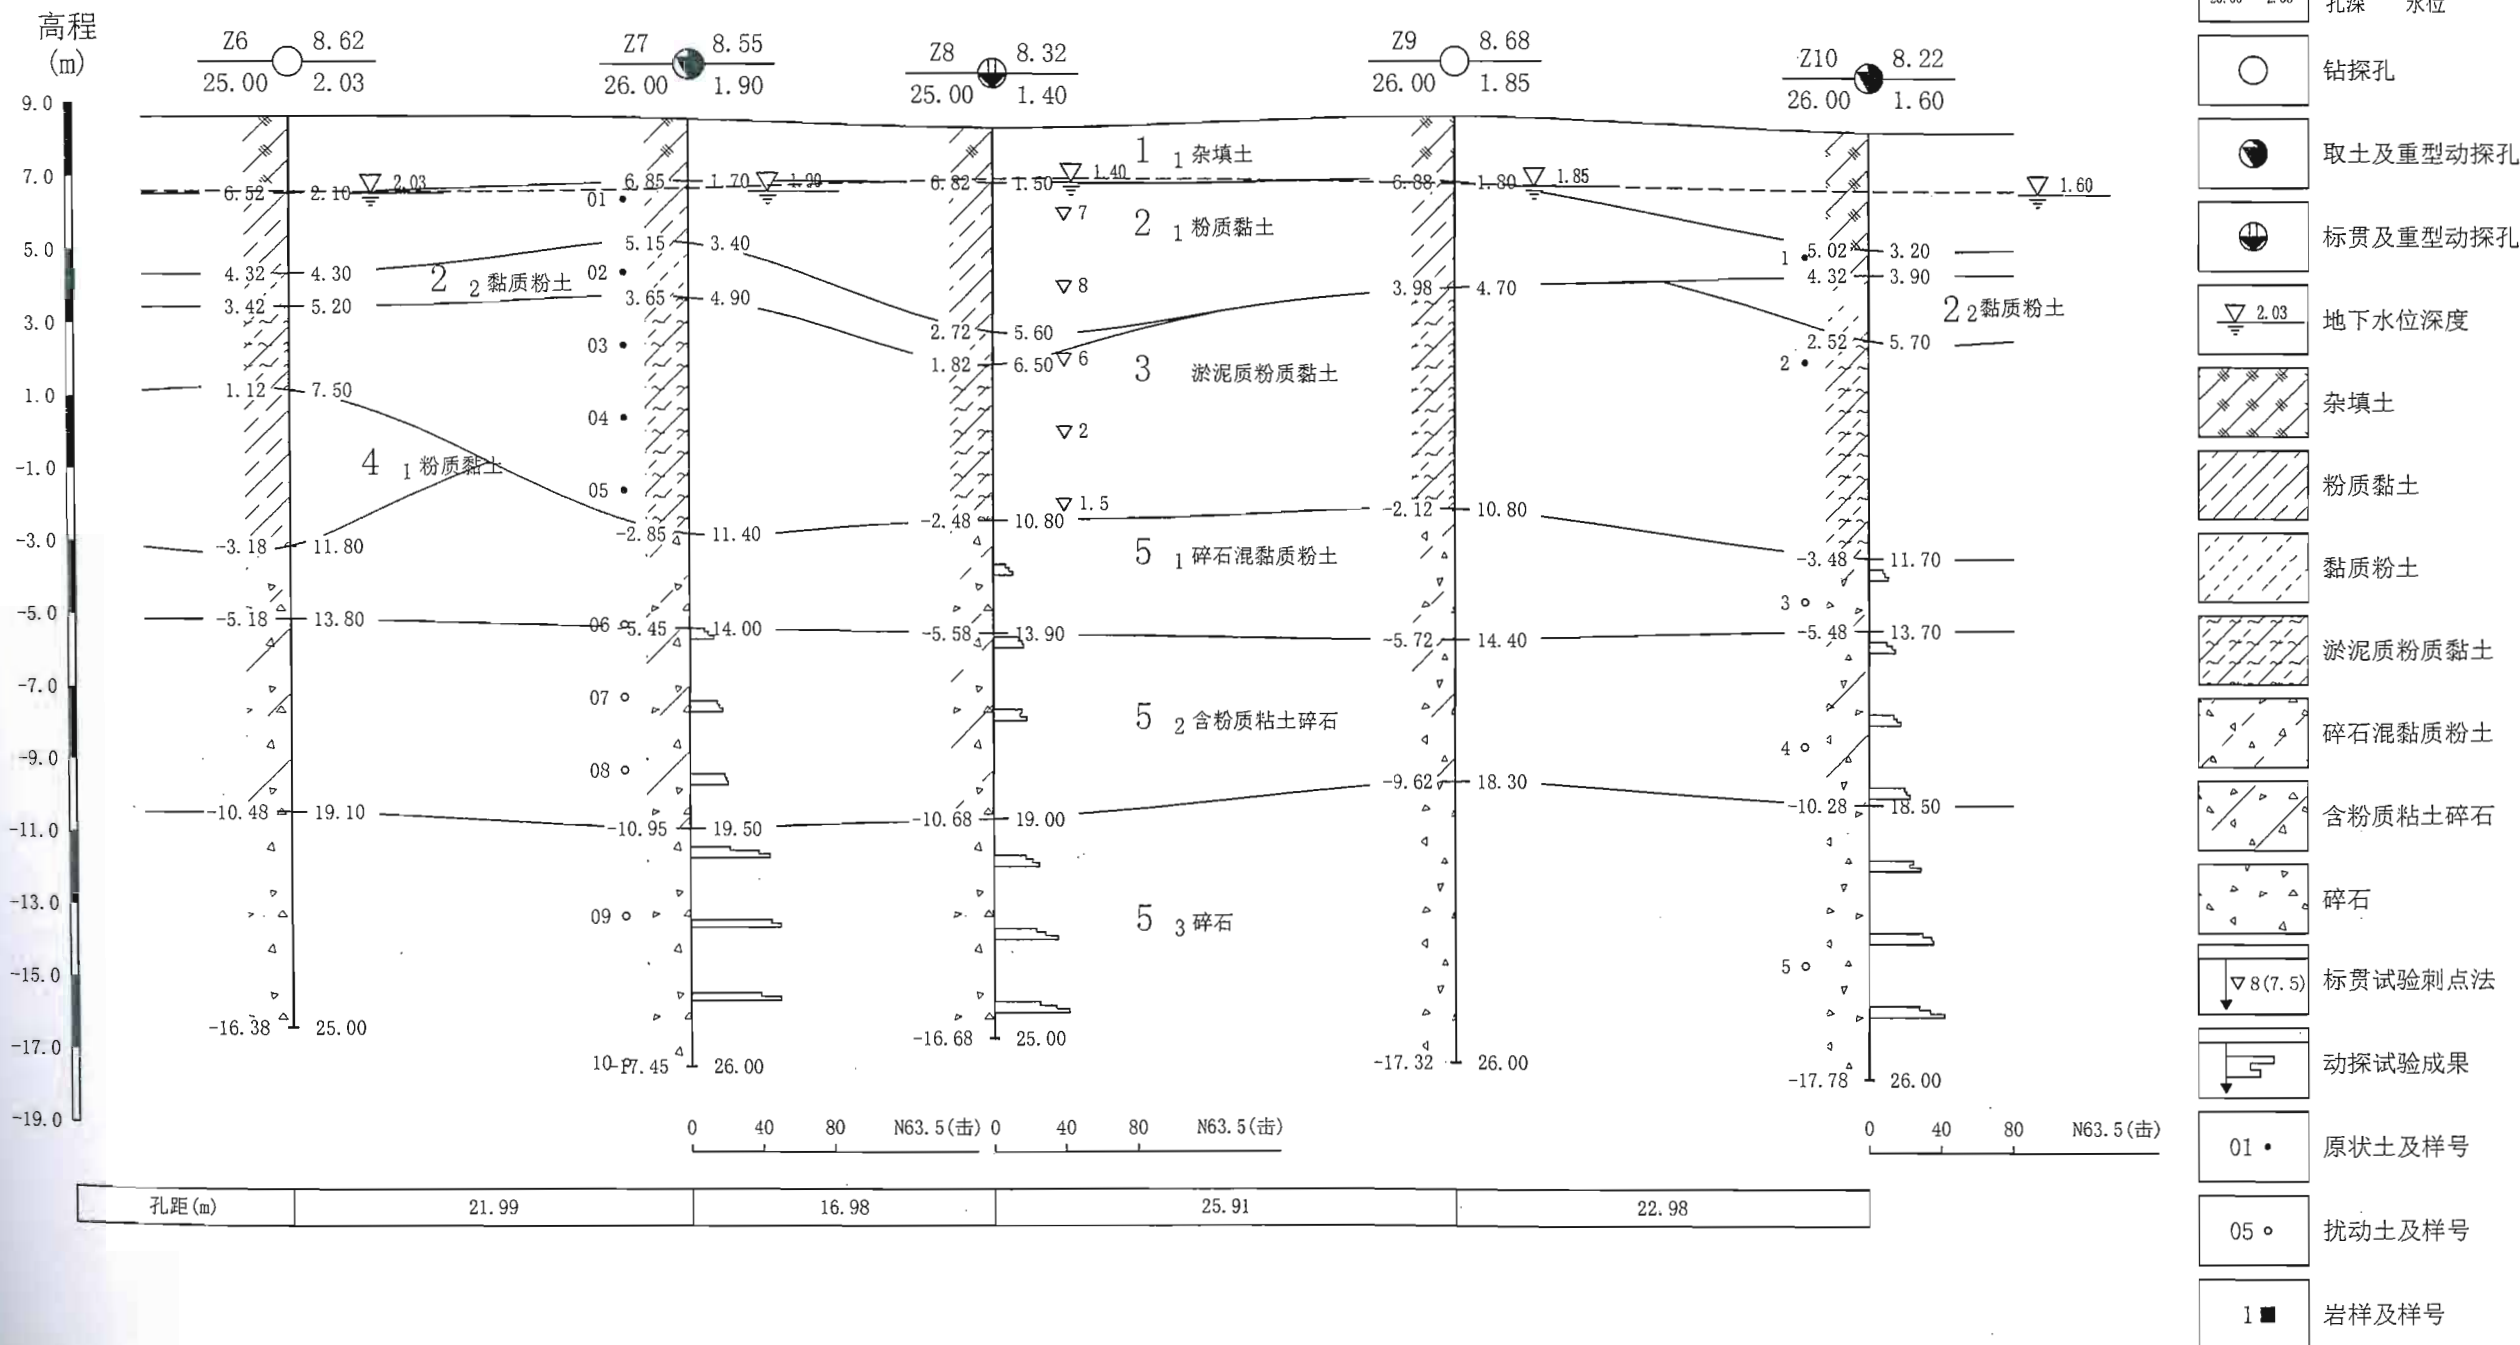 高程
(m)
9.0
7.0
5.0
3.0
1.0
-1.0
-3.0
-5.0
-7.0
-9.0
-11.0
-13.0
-15.0
-17.0
-19.0
Z6 8.62
25.00 2.03
Z7 8.55
26.00 1.90
Z8 8.32
25.00 1.40
Z9 8.68
26.00 1.85
Z10 8.22
26.00 1.60
2.03
6.52 2.10
4.32 4.30
3.42 5.20
1.12 7.50
-3.18 11.80
-5.18 13.80
-10.48 19.10
-16.38 25.00
2 2 黏质粉土
4 1 粉质黏土
01
02
03
04
05
06
07
08
09
10
6.85 1.70
1.90
5.15 3.40
3.65 4.90
-2.85 11.40
-5.45 14.00
-10.95 19.50
-17.45 26.00
6.82 1.50
1.40
2.72 5.60
1.82 6.50
-2.48 10.80
-5.58 13.90
-10.68 19.00
-16.68 25.00
7
8
6
2
1.5
1 1 杂填土
2 1 粉质黏土
3 淤泥质粉质黏土
5 1 碎石混黏质粉土
5 2 含粉质粘土碎石
5 3 碎石
6.88 1.80
1.85
3.98 4.70
-2.12 10.80
-5.72 14.40
-9.62 18.30
-17.32 26.00
1.60
1
2
3
4
5
5.02 3.20
4.32 3.90
2.52 5.70
-3.48 11.70
-5.48 13.70
-10.28 18.50
-17.78 26.00
2 2 黏质粉土
0 40 80 N63.5(击)
0 40 80 N63.5(击)
0 40 80 N63.5(击)
孔距(m) 21.99 16.98 25.91 22.98
孔深 水位
钻探孔
取土及重型动探孔
标贯及重型动探孔
2.03 地下水位深度
杂填土
粉质黏土
黏质粉土
淤泥质粉质黏土
碎石混黏质粉土
含粉质粘土碎石
碎石
8(7.5) 标贯试验刺点法
动探试验成果
01 原状土及样号
05 扰动土及样号
1 岩样及样号